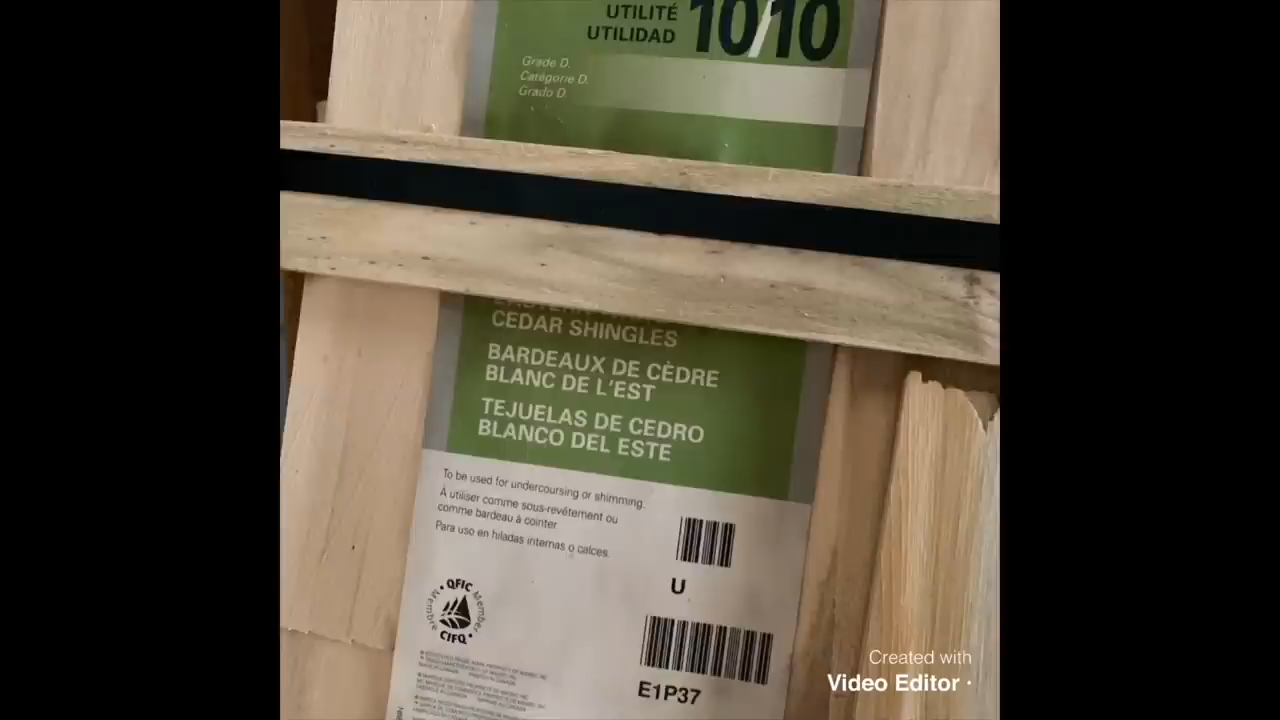 UTILITÉ
UTILIDAD
10/10
Grade D.
Catégorie D.
Grado D.
CEDAR SHINGLES
BARDEAUX DE CÈDRE
BLANC DE L'EST
TEJUELAS DE CEDRO
BLANCO DEL ESTE
To be used for undercoursing or shimming.
À utiliser comme sous-revêtement ou
comme bardeau à cointer
Para uso en hiladas internas o calces.
U
QFIC
Member
Membre
CIFQ
E1P37
Created with
Video Editor